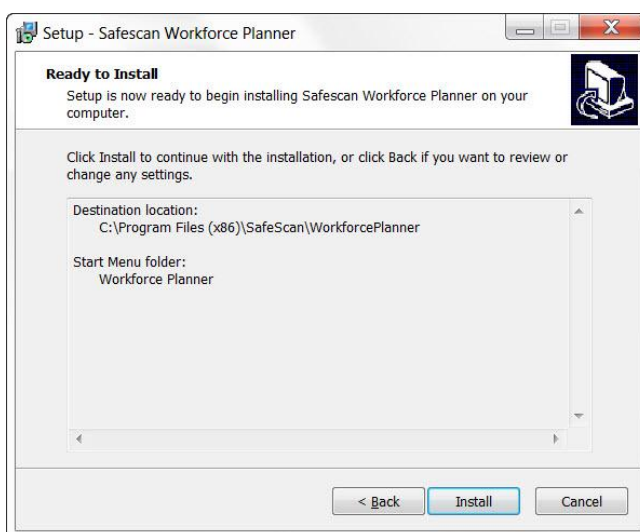 Setup - Safescan Workforce Planner
Ready to Install
Setup is now ready to begin installing Safescan Workforce Planner on your
computer.
Click Install to continue with the installation, or click Back if you want to review or
change any settings.
Destination location:
C:\Program Files (x86)\SafeScan\WorkforcePlanner
Start Menu folder:
Workforce Planner
< Back Install Cancel